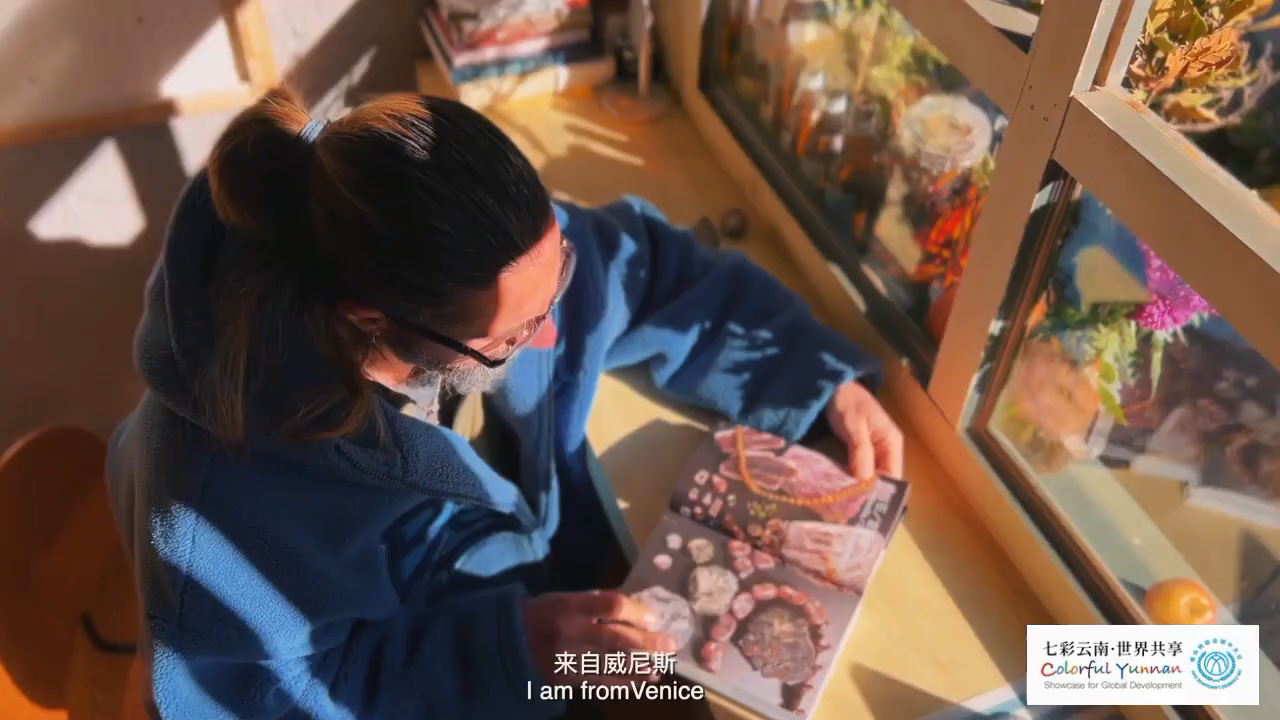 来自威尼斯
I am fromVenice
七彩云南·世界共享
Colorful Yunnan
Showcase for Global Development